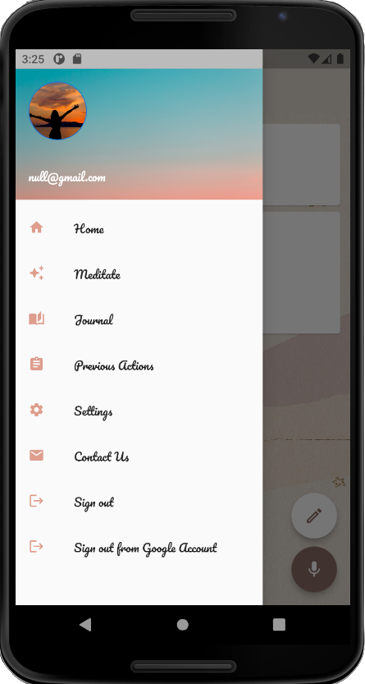 3:25
null@gmail.com
Home
Meditate
Journal
Previous Actions
Settings
Contact Us
Sign out
Sign out from Google Account